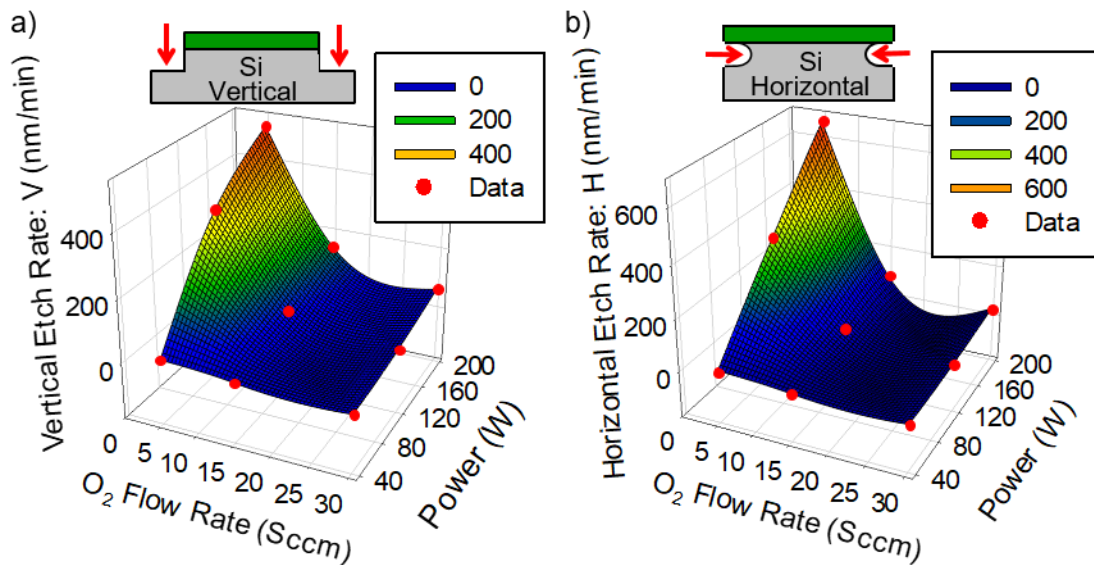 a)
Si
Vertical
0
200
400
Data
Vertical Etch Rate: V (nm/min)
400
200
0
0
5
10
15
20
25
30
O₂ Flow Rate (Sccm)
40
80
120
160
200
Power (W)
b)
Si
Horizontal
0
200
400
600
Data
Horizontal Etch Rate: H (nm/min)
600
400
200
0
0
5
10
15
20
25
30
O₂ Flow Rate (Sccm)
40
80
120
160
200
Power (W)